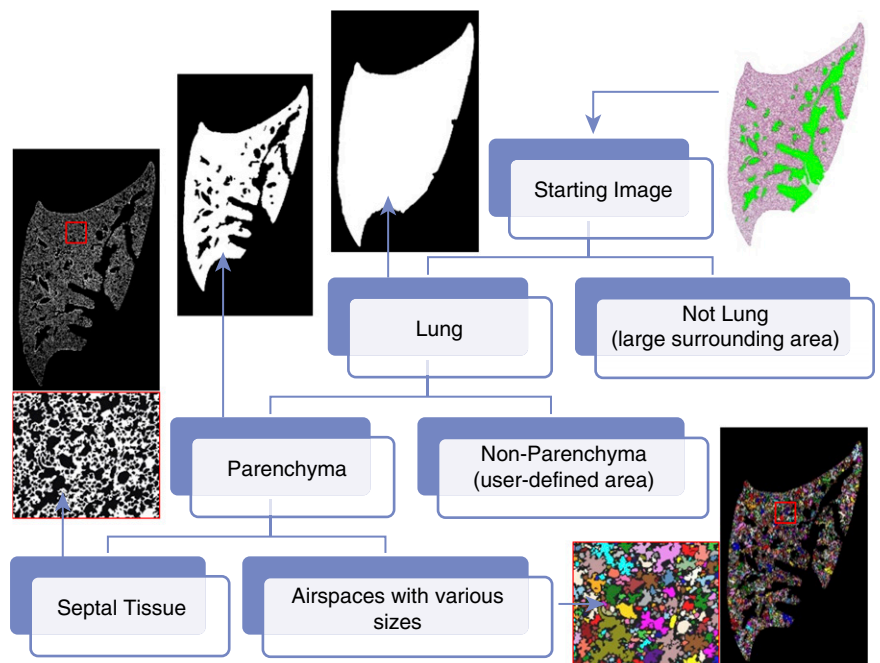 Starting Image
Lung
Not Lung
(large surrounding area)
Parenchyma
Non-Parenchyma
(user-defined area)
Septal Tissue
Airspaces with various
sizes